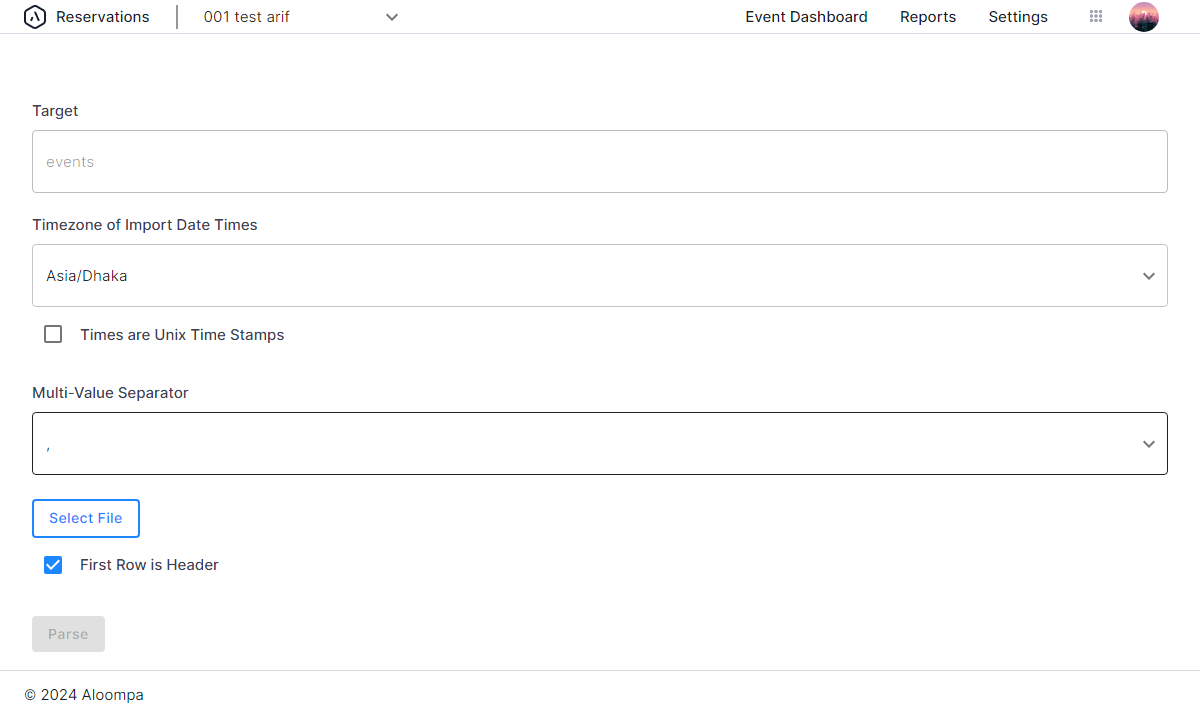 Reservations 001 test arif Event Dashboard Reports Settings
Target
events
Timezone of Import Date Times
Asia/Dhaka
Times are Unix Time Stamps
Multi-Value Separator
,
Select File
First Row is Header
Parse
© 2024 Aloompa